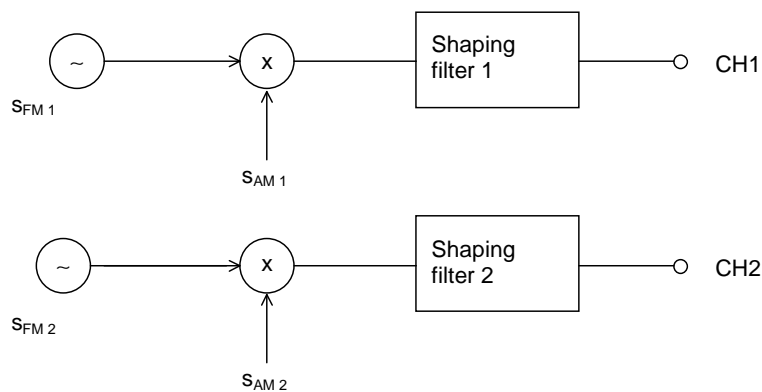 ~
x
Shaping
filter 1
CH1
sFM 1
sAM 1
~
x
Shaping
filter 2
CH2
sFM 2
sAM 2